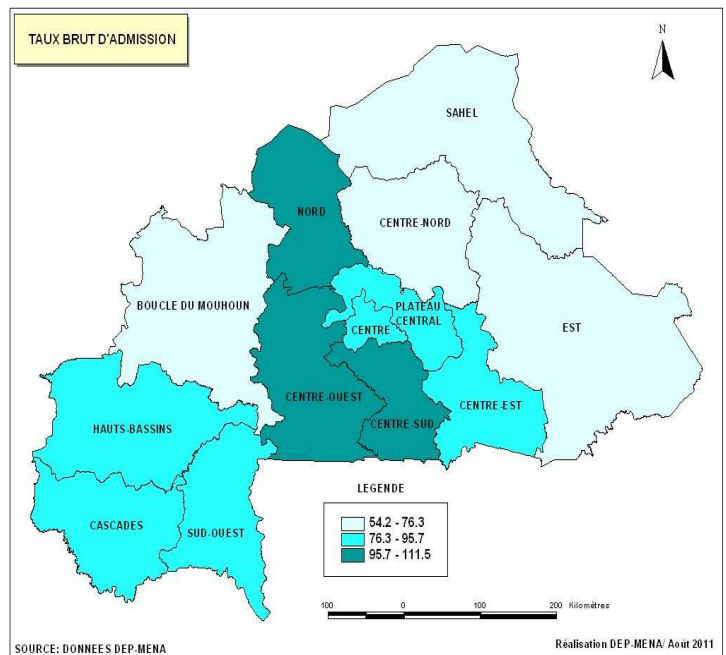 TAUX BRUT D'ADMISSION
N
SAHEL
NORD
CENTRE-NORD
BOUCLE DU MOUHOUN
PLATEAU
CENTRAL
CENTRE
EST
CENTRE-OUEST
CENTRE-SUD
CENTRE-EST
HAUTS-BASSINS
CASCADES
SUD-OUEST
LEGENDE
54.2 - 76.3
76.3 - 95.7
95.7 - 111.5
100 0 100 200 Kilomètres
SOURCE: DONNEES DEP-MENA
Réalisation DEP-MENA/ Août 2011